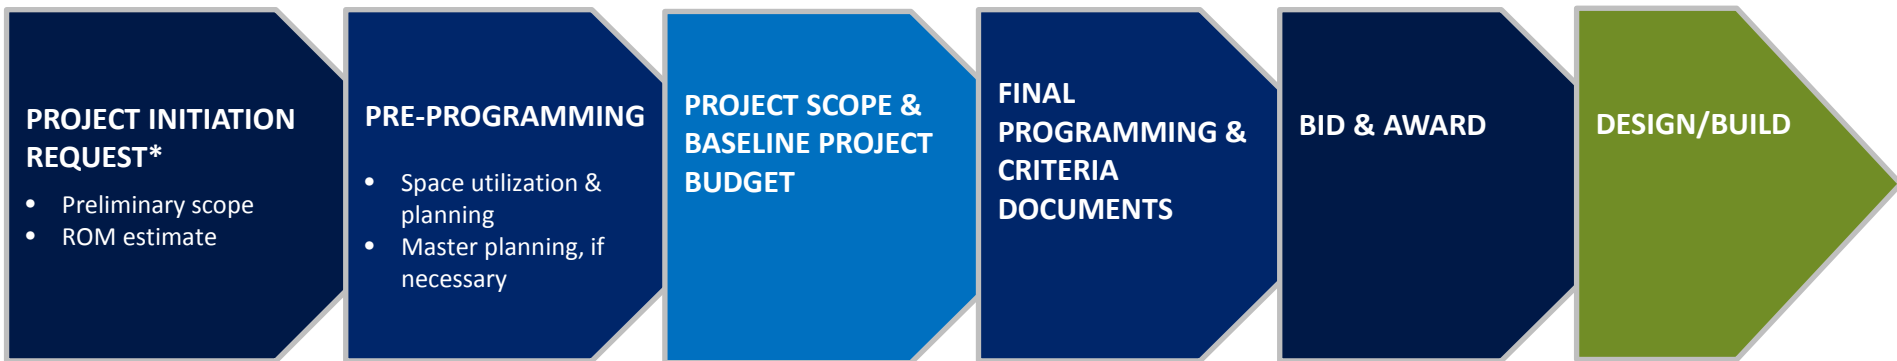 PROJECT INITIATION
REQUEST*
• Preliminary scope
• ROM estimate
PRE-PROGRAMMING
• Space utilization &
planning
• Master planning, if
necessary
PROJECT SCOPE &
BASELINE PROJECT
BUDGET
FINAL
PROGRAMMING &
CRITERIA
DOCUMENTS
BID & AWARD
DESIGN/BUILD